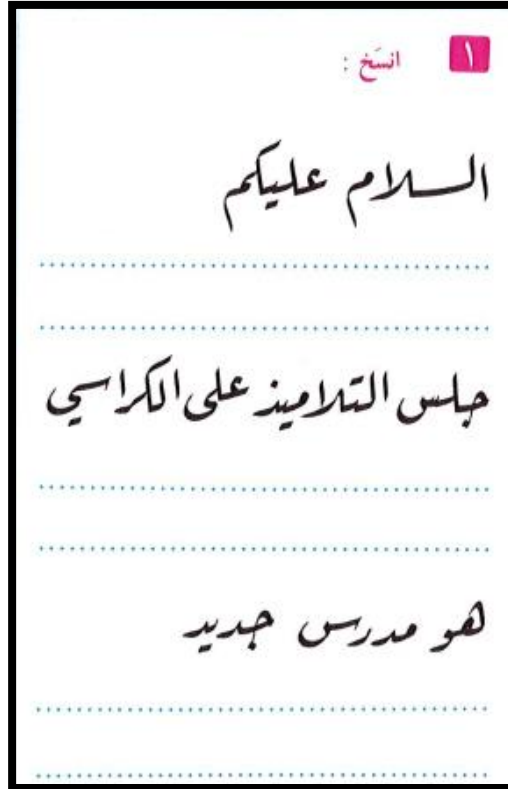 ١ انسَخ :
السلام عليكم
جلس التلاميذ على الكراسي
هو مدرس جديد